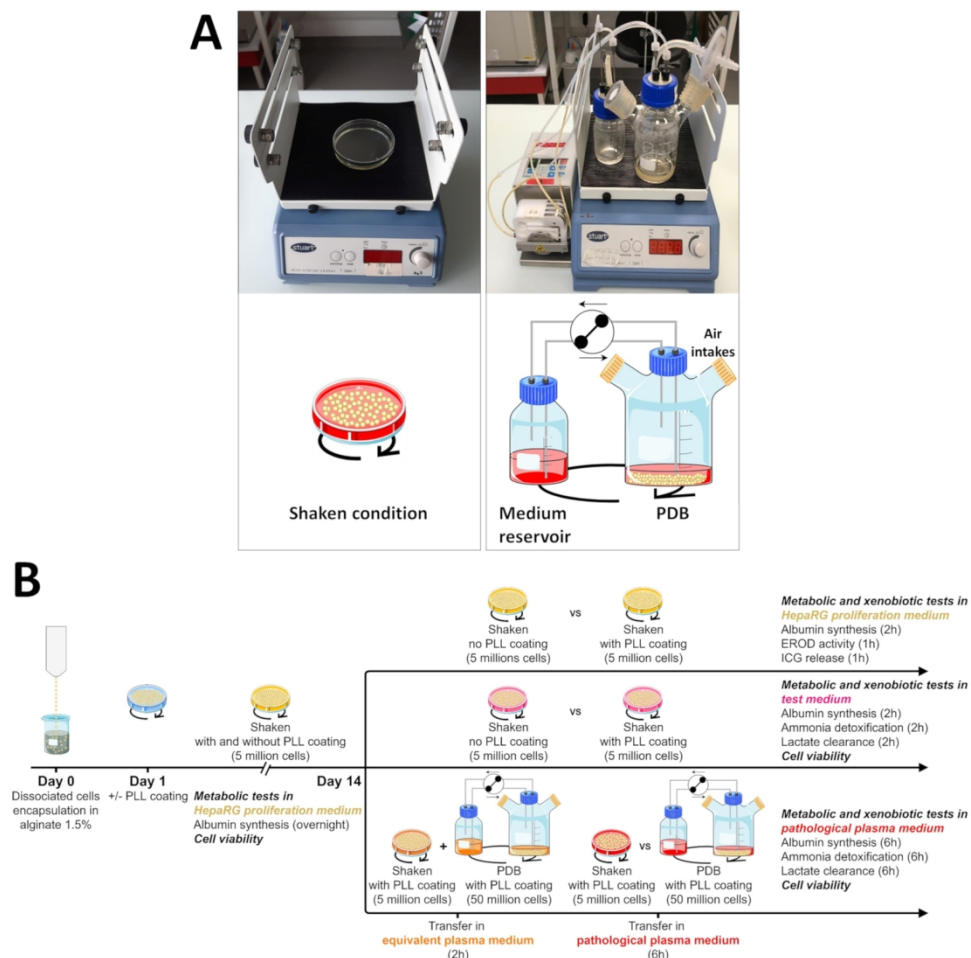 A
stuart
stuart
Air
intakes
Shaken condition
Medium
reservoir
PDB
B
Shaken
no PLL coating
(5 millions cells)
vs
Shaken
with PLL coating
(5 million cells)
Metabolic and xenobiotic tests in
HepaRG proliferation medium
Albumin synthesis (2h)
EROD activity (1h)
ICG release (1h)
Shaken
with and without PLL coating
(5 million cells)
Shaken
no PLL coating
(5 million cells)
vs
Shaken
with PLL coating
(5 million cells)
Metabolic and xenobiotic tests in
test medium
Albumin synthesis (2h)
Ammonia detoxification (2h)
Lactate clearance (2h)
Cell viability
Day 0
Dissociated cells
encapsulation in
alginate 1.5%
Day 1
+/- PLL coating
Metabolic tests in
HepaRG proliferation medium
Albumin synthesis (overnight)
Cell viability
Day 14
Shaken
with PLL coating
(5 million cells)
+
PDB
with PLL coating
(50 million cells)
Shaken
with PLL coating
(5 million cells)
vs
PDB
with PLL coating
(50 million cells)
Metabolic and xenobiotic tests in
pathological plasma medium
Albumin synthesis (6h)
Ammonia detoxification (6h)
Lactate clearance (6h)
Cell viability
Transfer in
equivalent plasma medium
(2h)
Transfer in
pathological plasma medium
(6h)